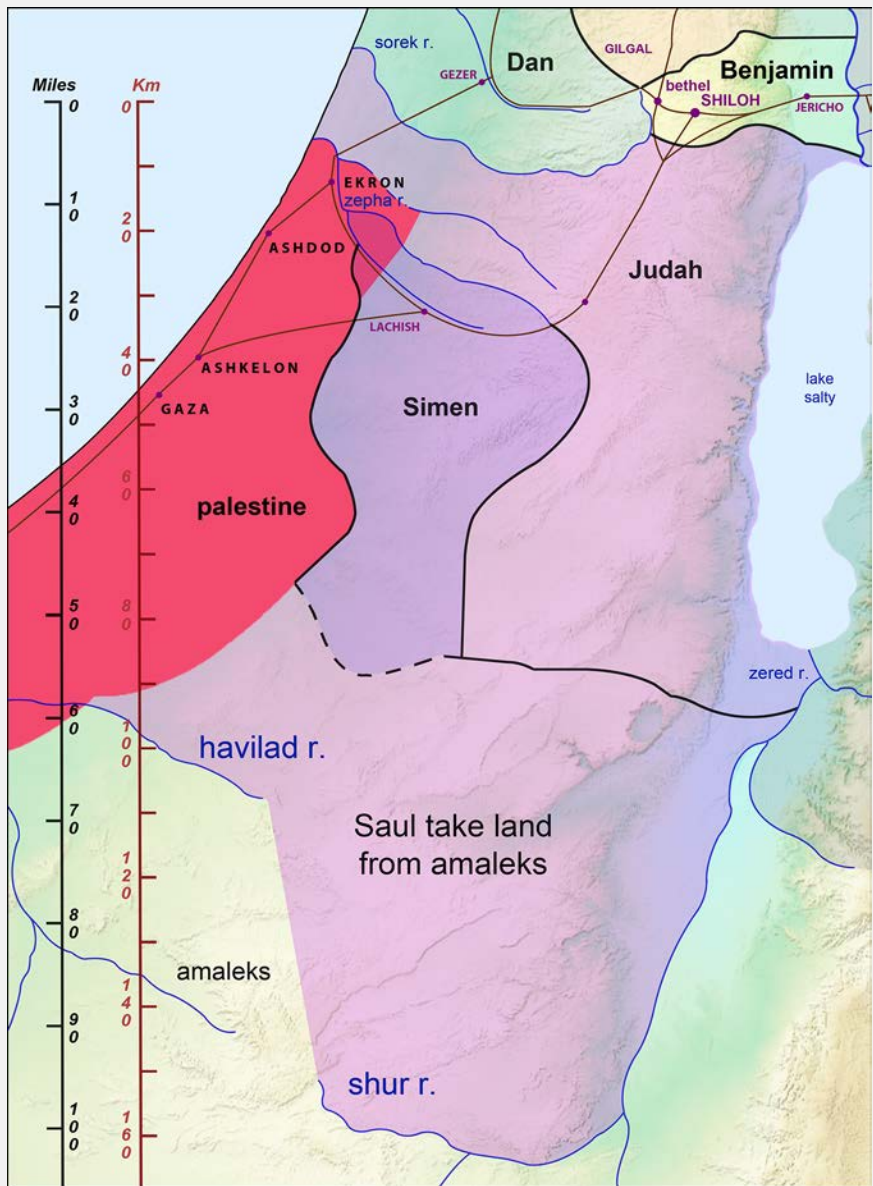 sorek r.
Dan
GILGAL
Miles
Km
GEZER
Benjamin
bethel
SHILOH
JERICHO
0
0
EKRON
zepha r.
10
20
ASHDOD
Judah
20
LACHISH
40
ASHKELON
lake
salty
30
GAZA
Simen
60
40
palestine
50
80
zered r.
60
100
havilad r.
70
Saul take land
from amaleks
120
80
amaleks
140
90
shur r.
100
160